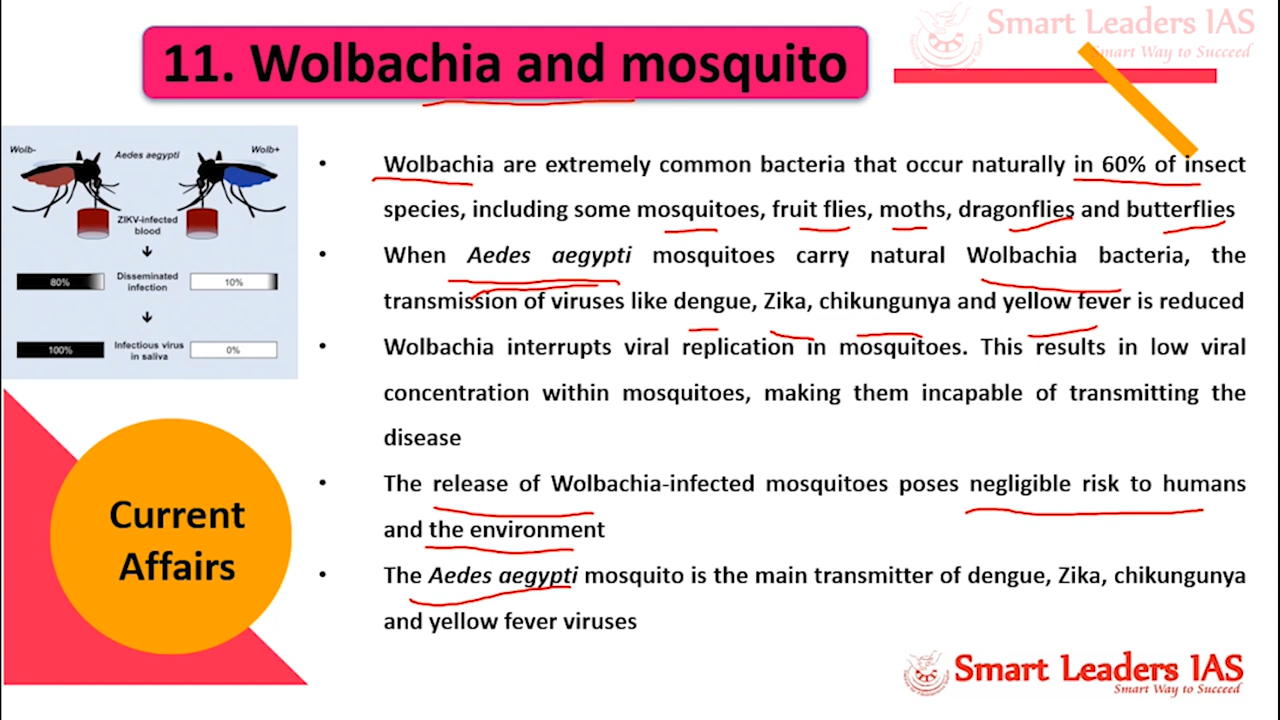 Smart Leaders IAS
Smart Way to Succeed
11. Wolbachia and mosquito
Wolb-
Aedes aegypti
Wolb+
ZIKV-infected
blood
Disseminated
infection
80%
10%
Infectious virus
in saliva
100%
0%
• Wolbachia are extremely common bacteria that occur naturally in 60% of insect
species, including some mosquitoes, fruit flies, moths, dragonflies and butterflies
• When Aedes aegypti mosquitoes carry natural Wolbachia bacteria, the
transmission of viruses like dengue, Zika, chikungunya and yellow fever is reduced
• Wolbachia interrupts viral replication in mosquitoes. This results in low viral
concentration within mosquitoes, making them incapable of transmitting the
disease
• The release of Wolbachia-infected mosquitoes poses negligible risk to humans
and the environment
• The Aedes aegypti mosquito is the main transmitter of dengue, Zika, chikungunya
and yellow fever viruses
Current
Affairs
Smart Leaders IAS
Smart Way to Succeed